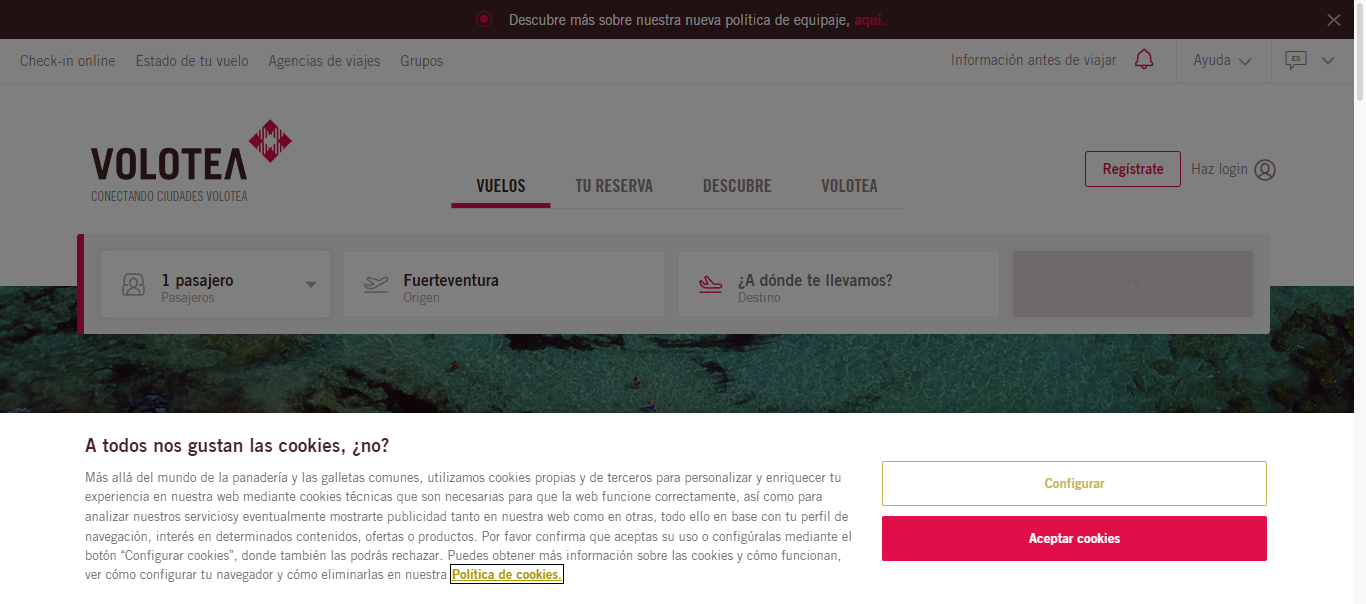 Descubre más sobre nuestra nueva política de equipaje, aquí.
Check-in online Estado de tu vuelo Agencias de viajes Grupos Información antes de viajar Ayuda ES
VOLOTEA
CONECTANDO CIUDADES VOLOTEA
VUELOS TU RESERVA DESCUBRE VOLOTEA
Regístrate Haz login
1 pasajero
Pasajeros
Fuerteventura
Origen
¿A dónde te llevamos?
Destino
A todos nos gustan las cookies, ¿no?
Más allá del mundo de la panadería y las galletas comunes, utilizamos cookies propias y de terceros para personalizar y enriquecer tu
experiencia en nuestra web mediante cookies técnicas que son necesarias para que la web funcione correctamente, así como para
analizar nuestros serviciosy eventualmente mostrarte publicidad tanto en nuestra web como en otras, todo ello en base con tu perfil de
navegación, interés en determinados contenidos, ofertas o productos. Por favor confirma que aceptas su uso o configúralas mediante el
botón “Configurar cookies”, donde también las podrás rechazar. Puedes obtener más información sobre las cookies y cómo funcionan,
ver cómo configurar tu navegador y cómo eliminarlas en nuestra Política de cookies.
Configurar
Aceptar cookies